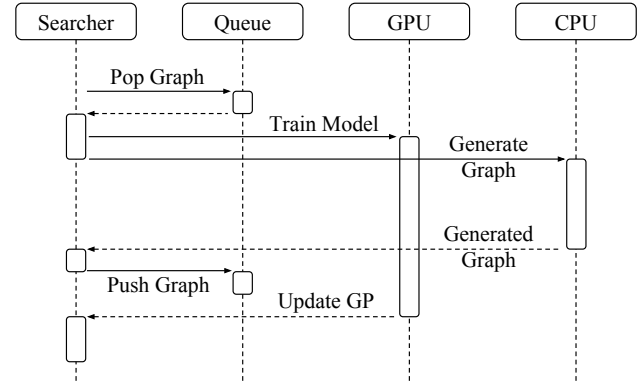 Searcher
Queue
GPU
CPU
Pop Graph
Train Model
Generate
Graph
Generated
Graph
Push Graph
Update GP